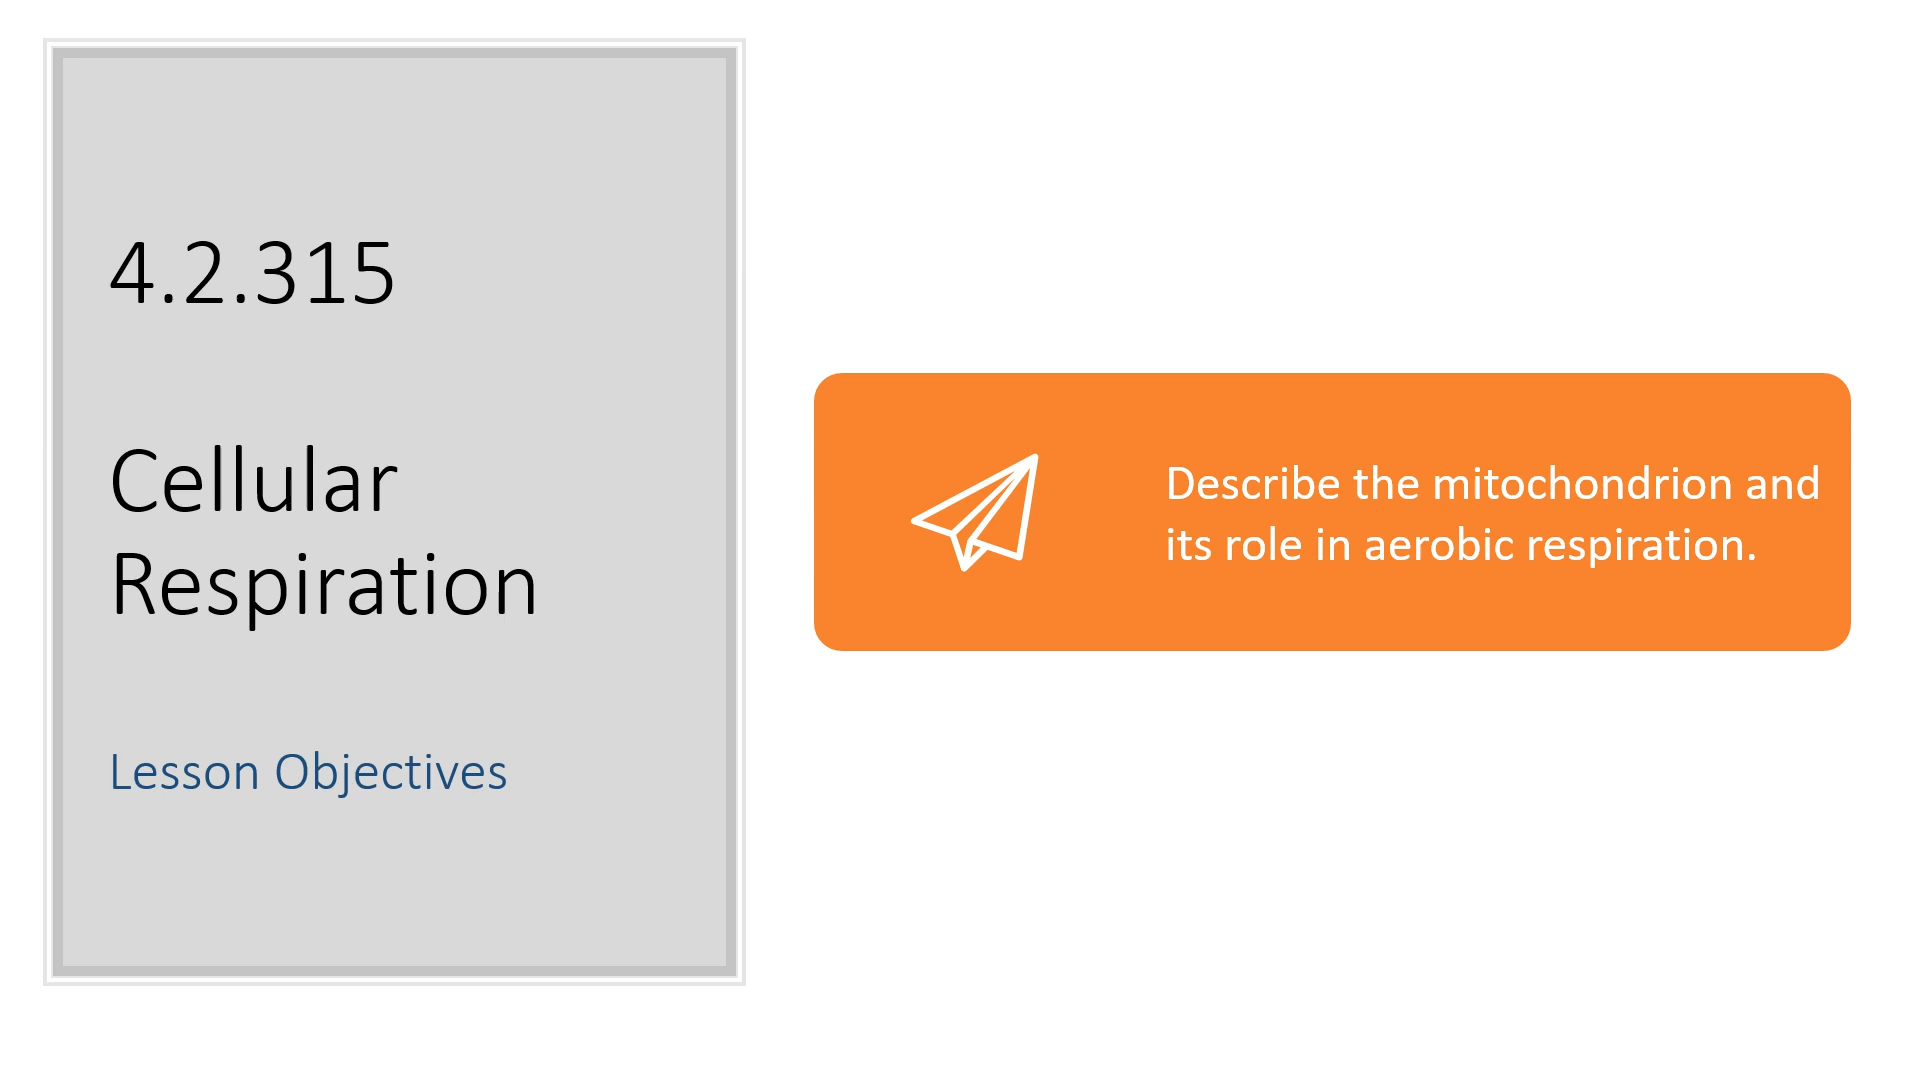 4.2.315
Cellular
Respiration
Lesson Objectives
Describe the mitochondrion and
its role in aerobic respiration.